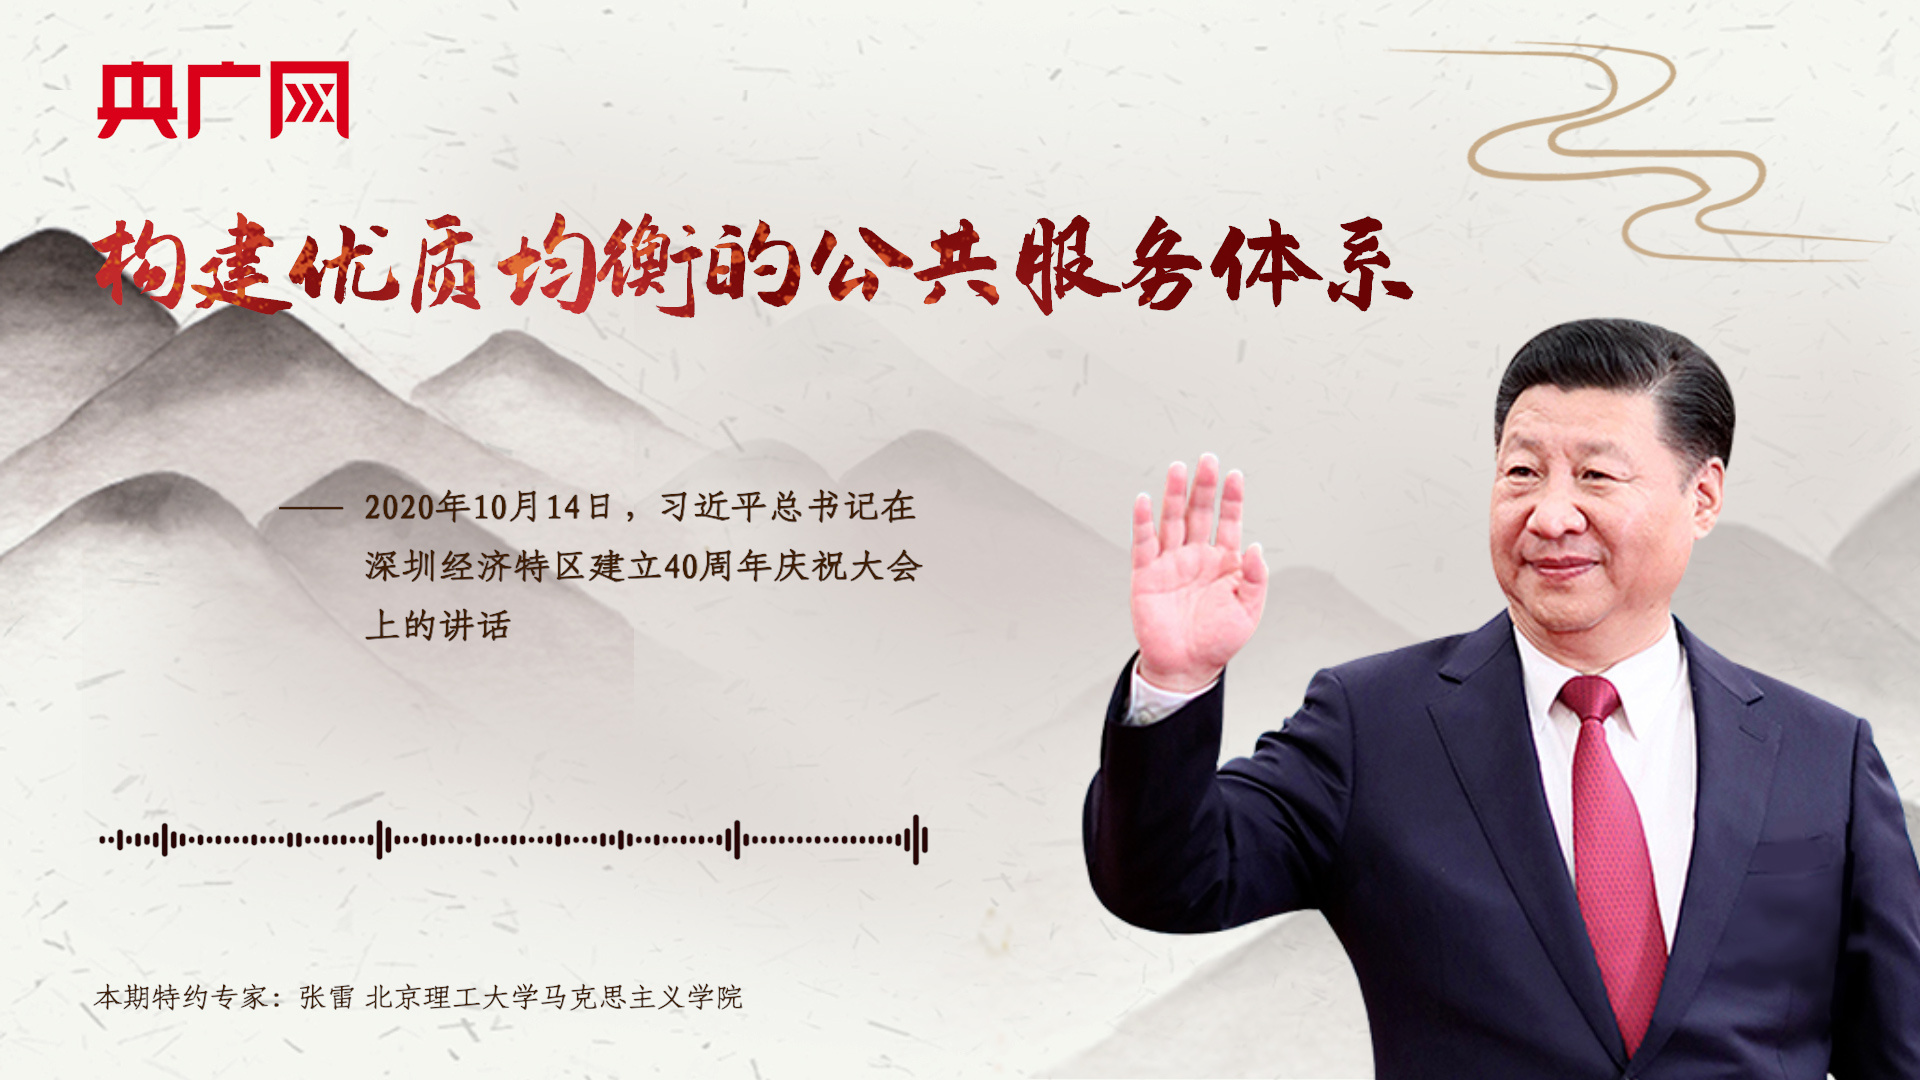 央广网
构建优质均衡的公共服务体系
—— 2020年10月14日，习近平总书记在
深圳经济特区建立40周年庆祝大会
上的讲话
本期特约专家：张雷 北京理工大学马克思主义学院